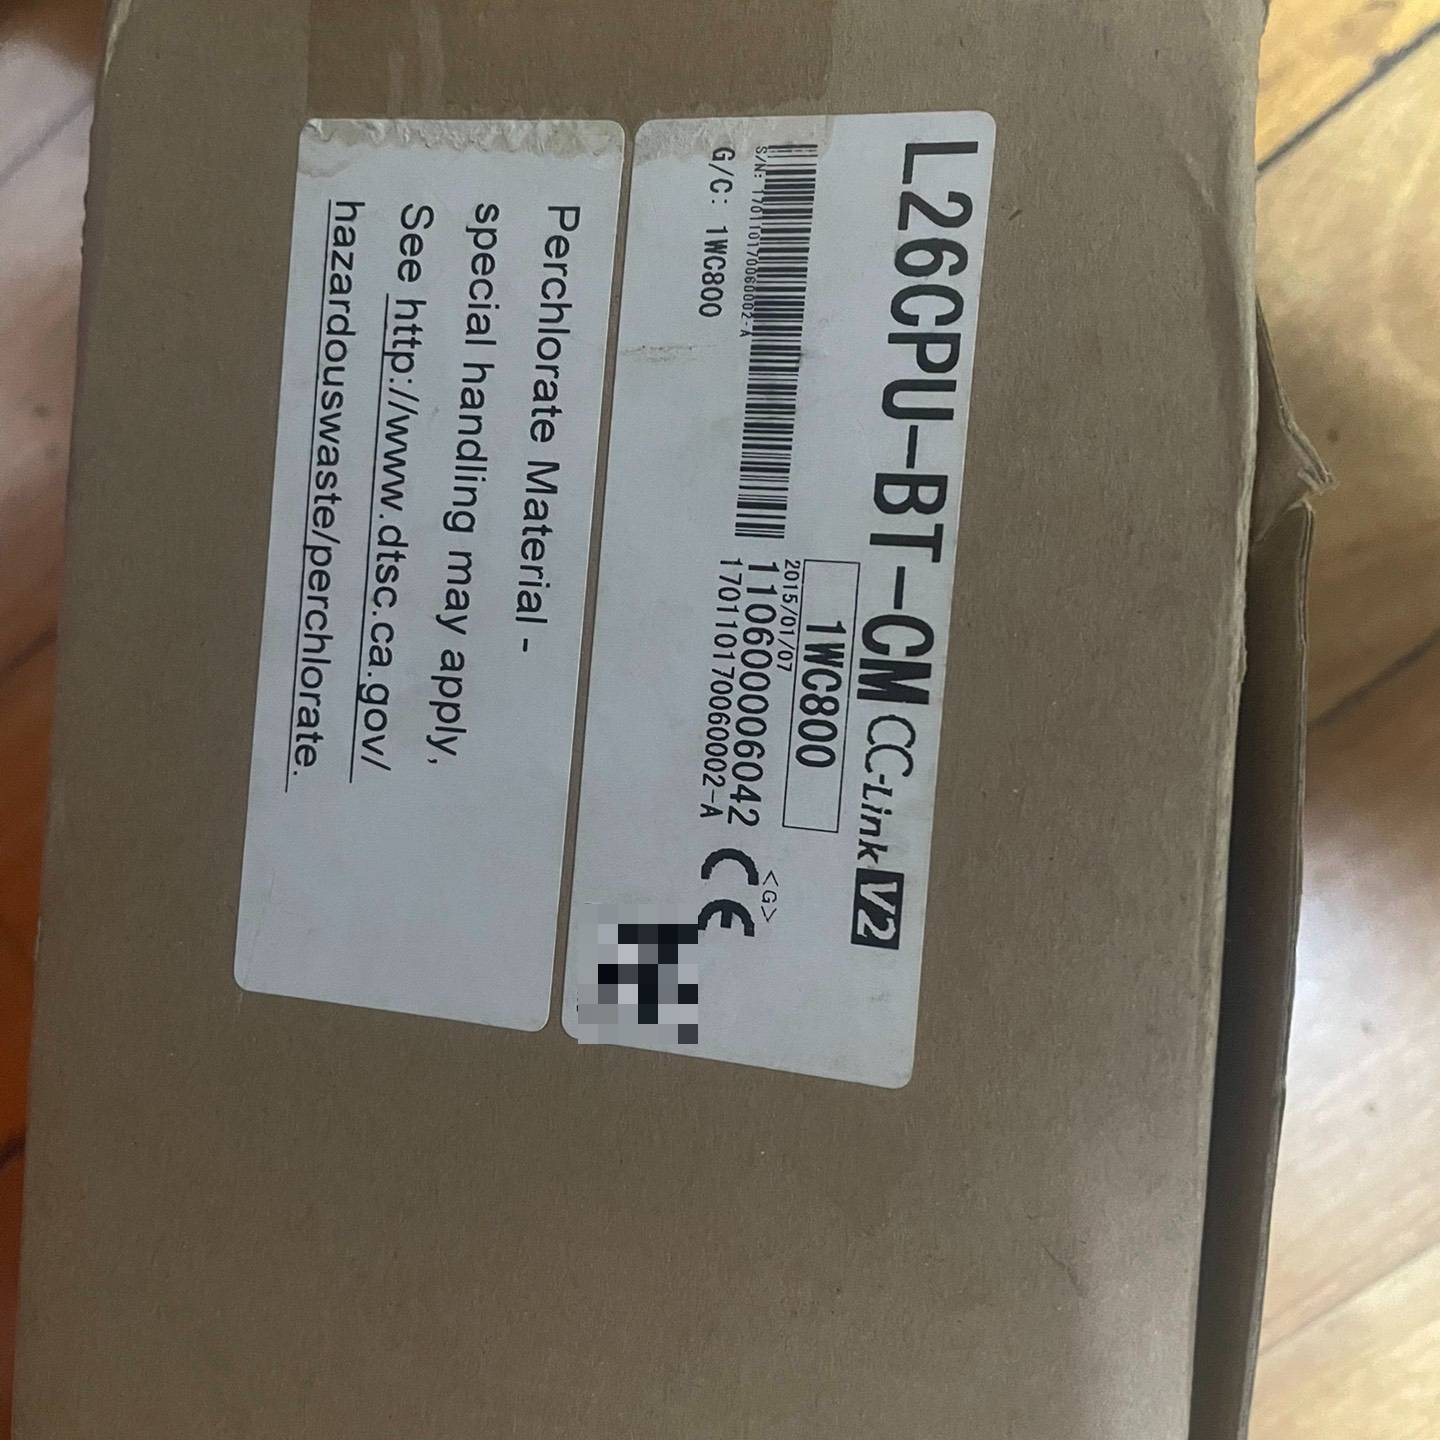 L26CPU-BT-CM CC-Link V2
1WC800
2015/01/07
110600006042
170110170060002-A
<G>
CE
S/N: 170110170060002-A
G/C: 1WC800
Perchlorate Material -
special handling may apply,
See http://www.dtsc.ca.gov/
hazardouswaste/perchlorate.